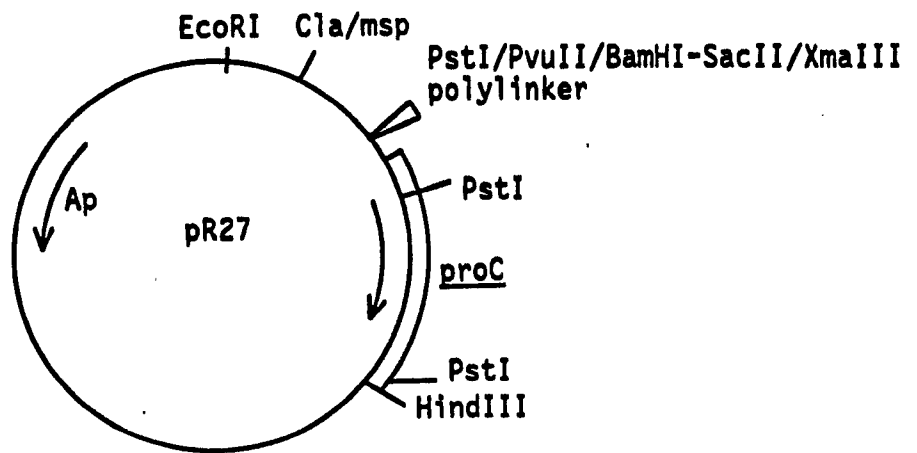 EcoRI
Cla/msp
PstI/PvuII/BamHI-SacII/XmaIII
polylinker
PstI
Ap
pR27
proC
PstI
HindIII